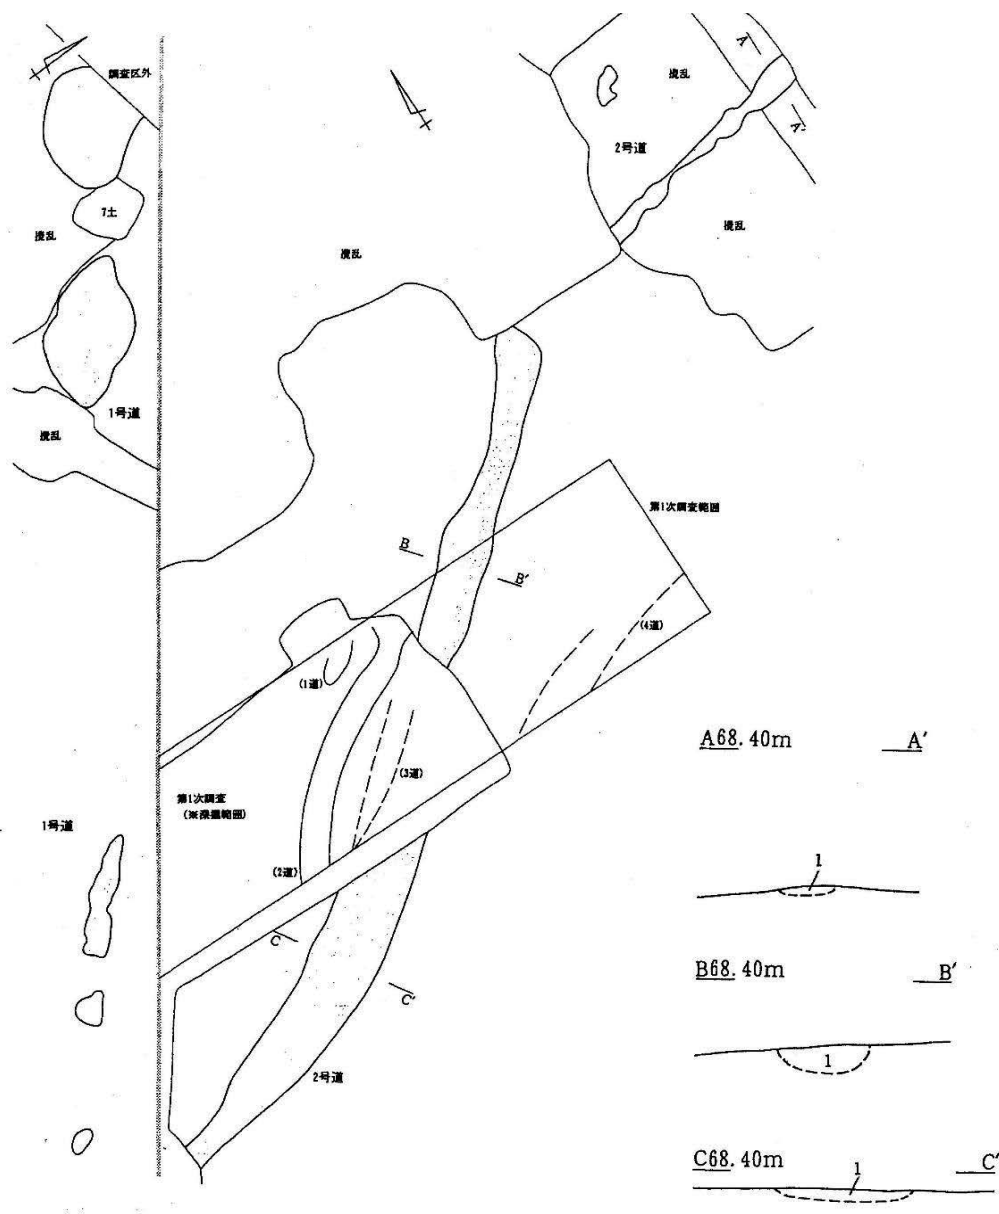 調査区外
7土
攪乱
1号道
攪乱
1号道
攪乱
攪乱
2号道
A
A'
攪乱
第1次調査範囲
B
B'
(1道)
(4道)
(3道)
第1次調査
(※深掘範囲)
(2道)
C
C'
2号道
A68.40m A'
1
B68.40m B'
1
C68.40m C'
1